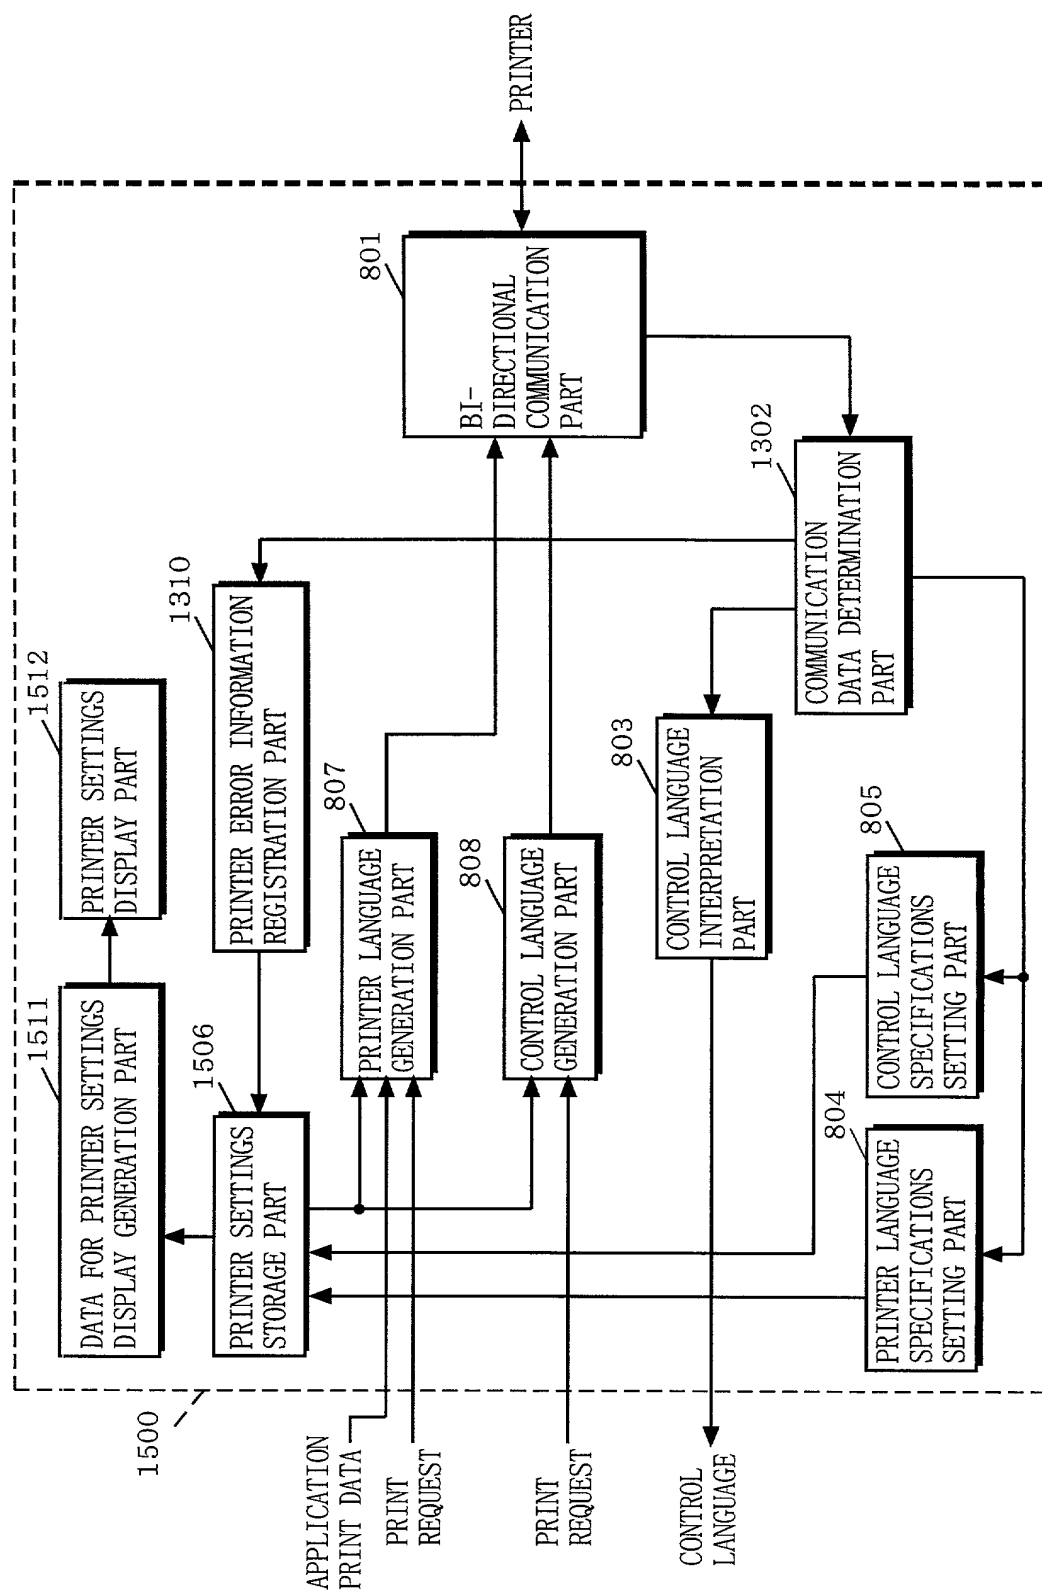 1500
1511
DATA FOR PRINTER SETTINGS
DISPLAY GENERATION PART
1512
PRINTER SETTINGS
DISPLAY PART
1506
PRINTER SETTINGS
STORAGE PART
1310
PRINTER ERROR INFORMATION
REGISTRATION PART
APPLICATION
PRINT DATA
PRINT
REQUEST
807
PRINTER LANGUAGE
GENERATION PART
801
BI-
DIRECTIONAL
COMMUNICATION
PART
PRINTER
PRINT
REQUEST
808
CONTROL LANGUAGE
GENERATION PART
CONTROL
LANGUAGE
803
CONTROL LANGUAGE
INTERPRETATION
PART
1302
COMMUNICATION
DATA DETERMINATION
PART
804
PRINTER LANGUAGE
SPECIFICATIONS
SETTING PART
805
CONTROL LANGUAGE
SPECIFICATIONS
SETTING PART